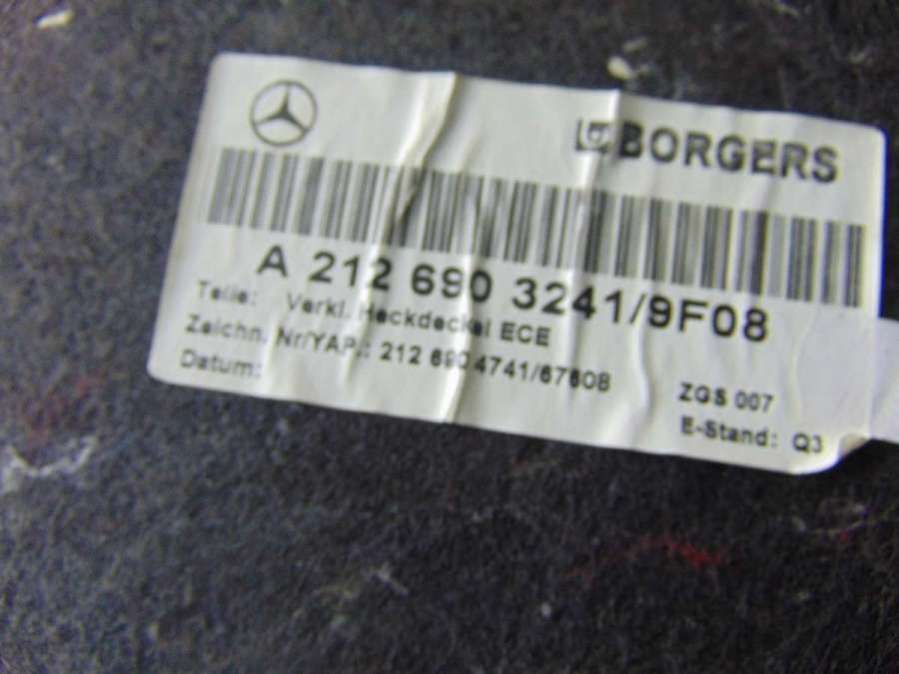 BORGERS
A 212 690 3241/9F08
Teile: Verkl. Heckdeckel ECE
Zeichn. Nr/YAP.: 212 690 4741/67608
Datum:
ZGS 007
E-Stand: Q3